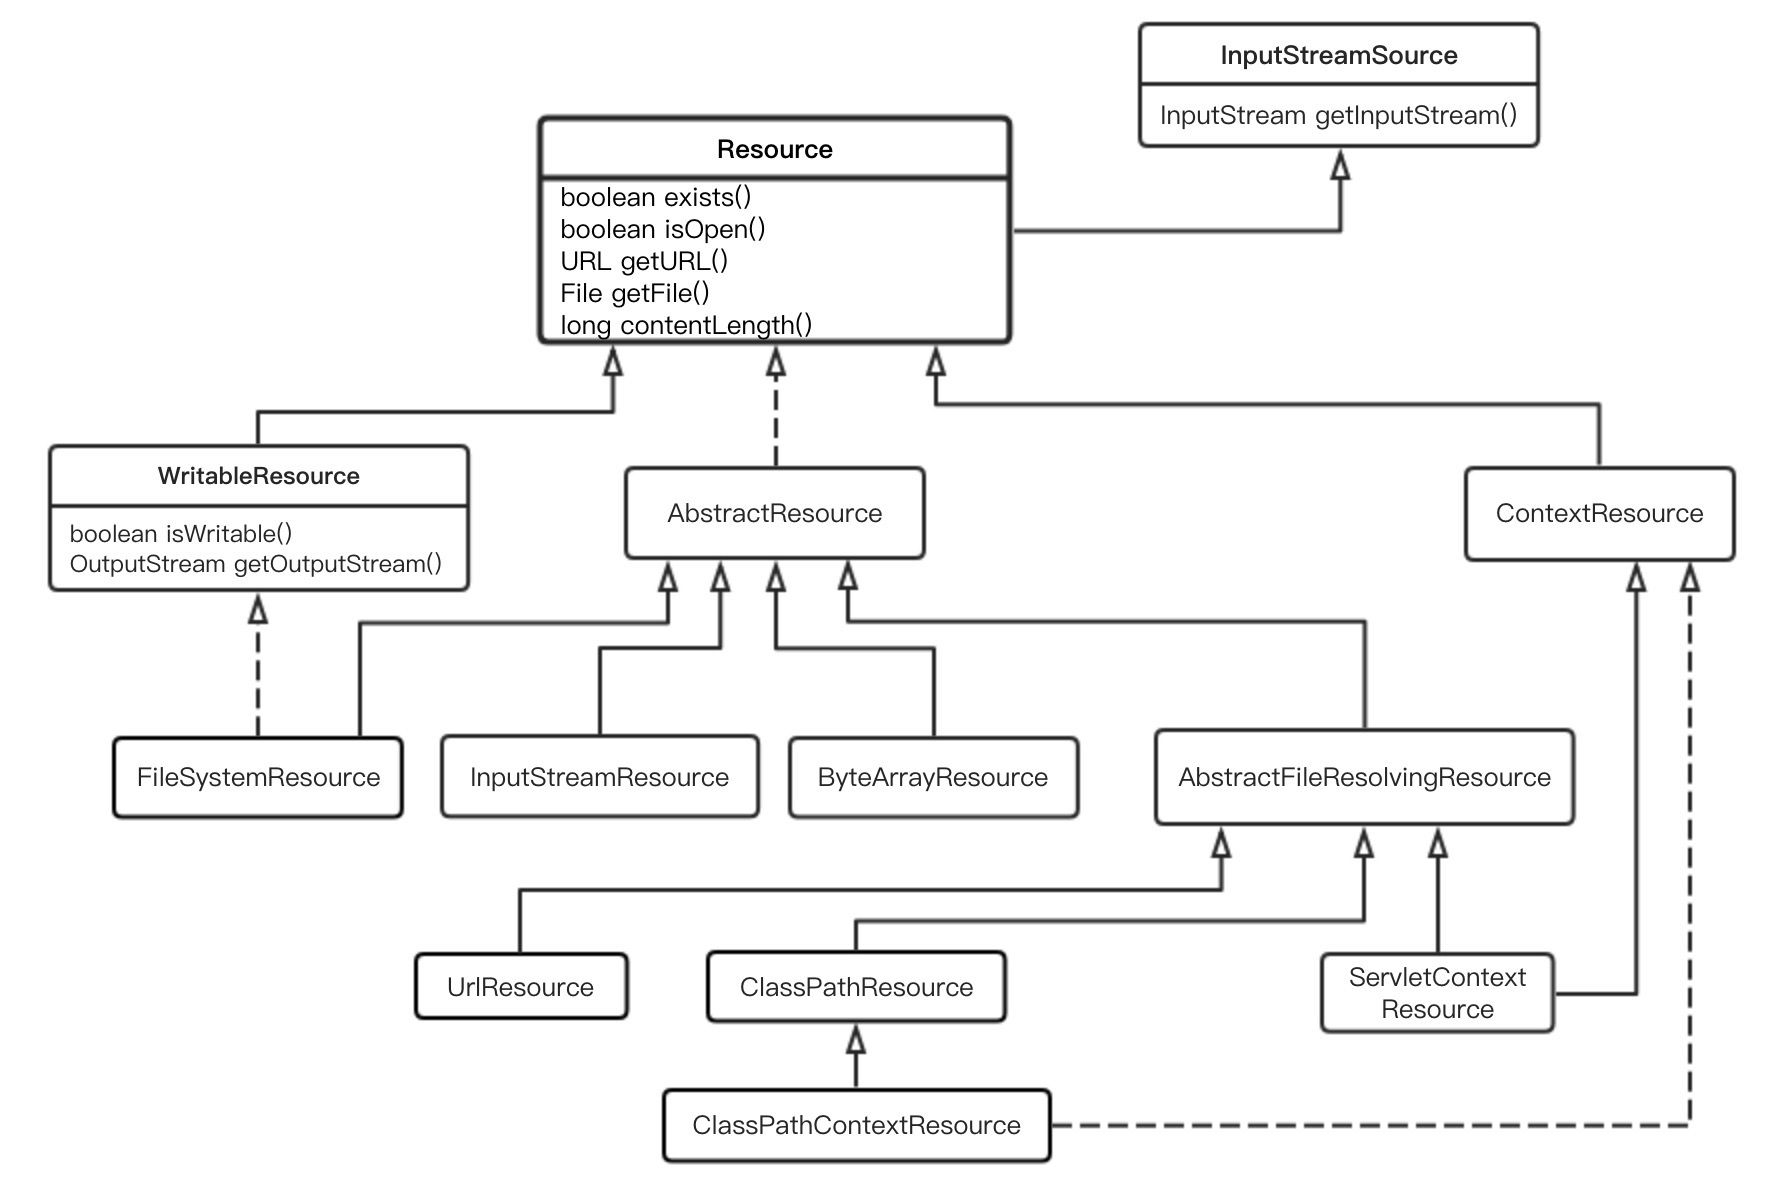 InputStreamSource
InputStream getInputStream()
Resource
boolean exists()
boolean isOpen()
URL getURL()
File getFile()
long contentLength()
WritableResource
boolean isWritable()
OutputStream getOutputStream()
AbstractResource
ContextResource
FileSystemResource
InputStreamResource
ByteArrayResource
AbstractFileResolvingResource
UrlResource
ClassPathResource
ServletContext
Resource
ClassPathContextResource